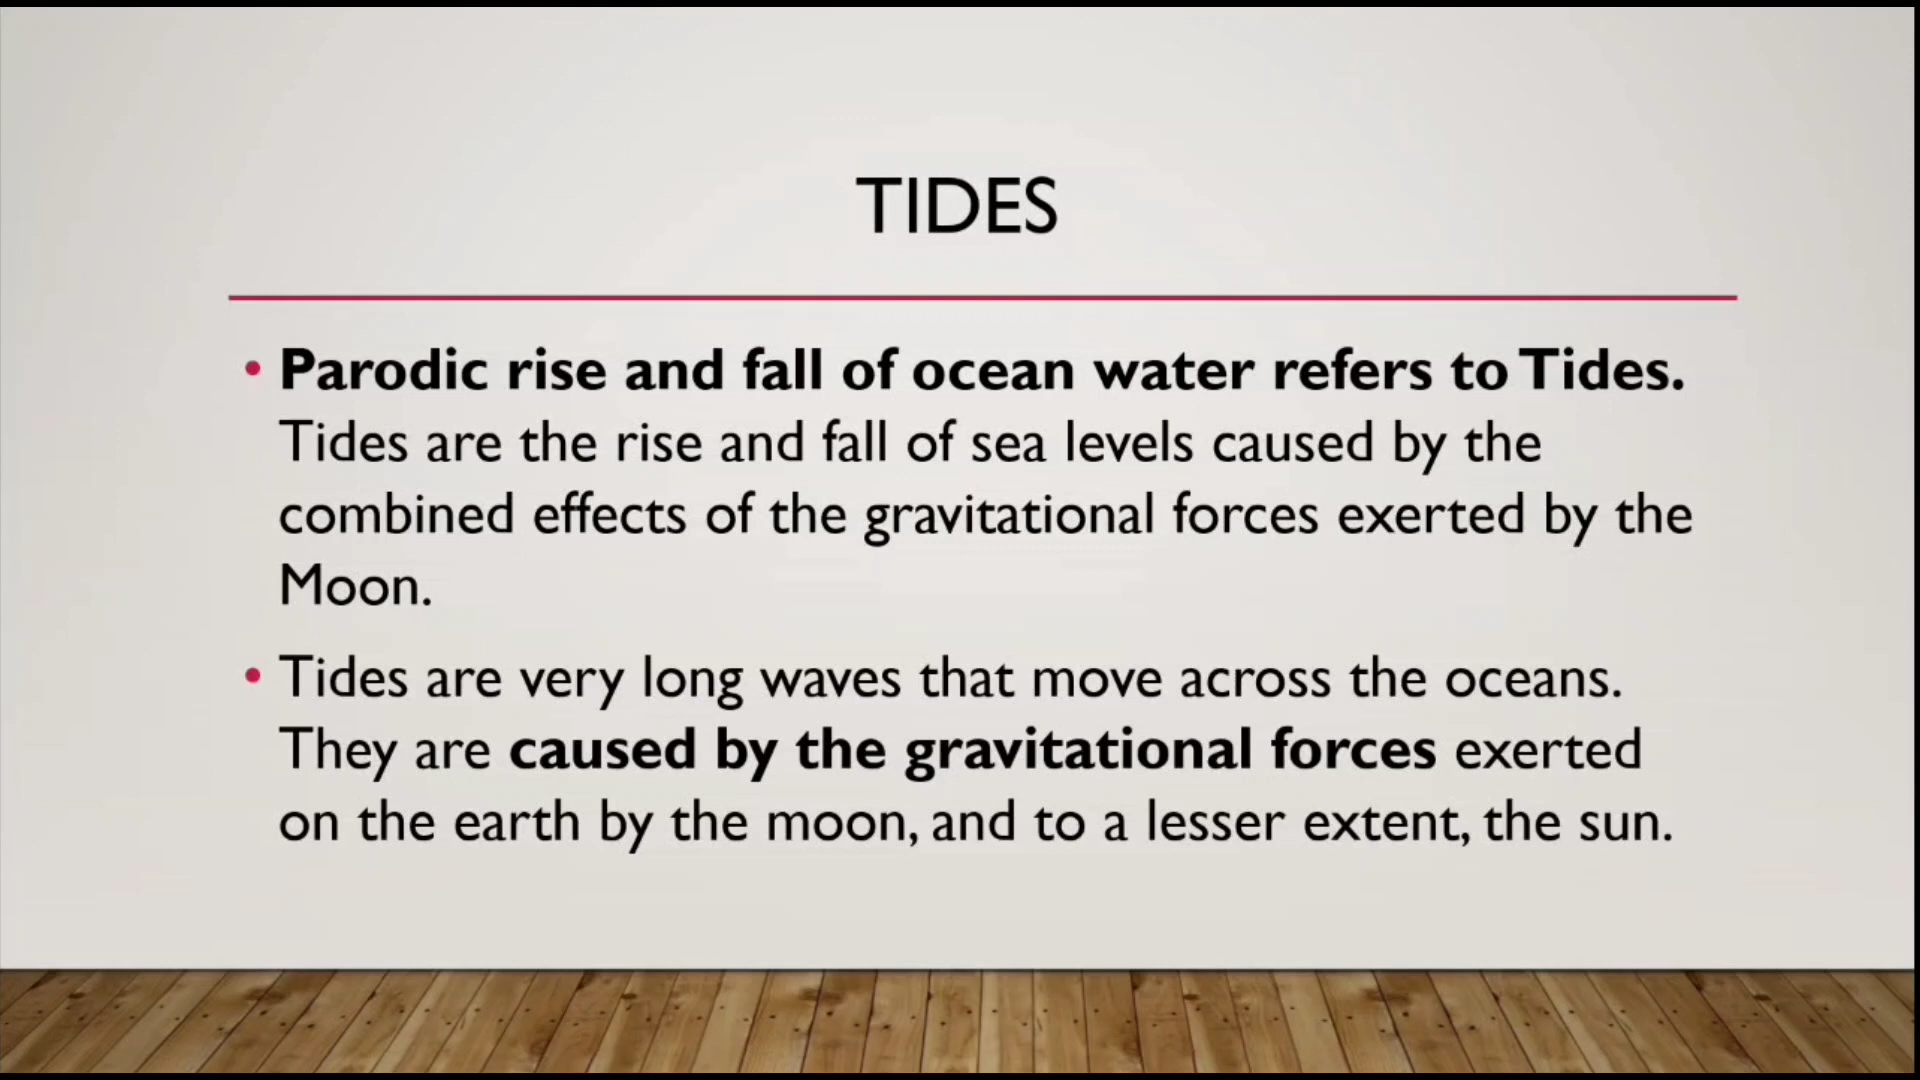 TIDES
• Parodic rise and fall of ocean water refers to Tides.
Tides are the rise and fall of sea levels caused by the
combined effects of the gravitational forces exerted by the
Moon.
• Tides are very long waves that move across the oceans.
They are caused by the gravitational forces exerted
on the earth by the moon, and to a lesser extent, the sun.